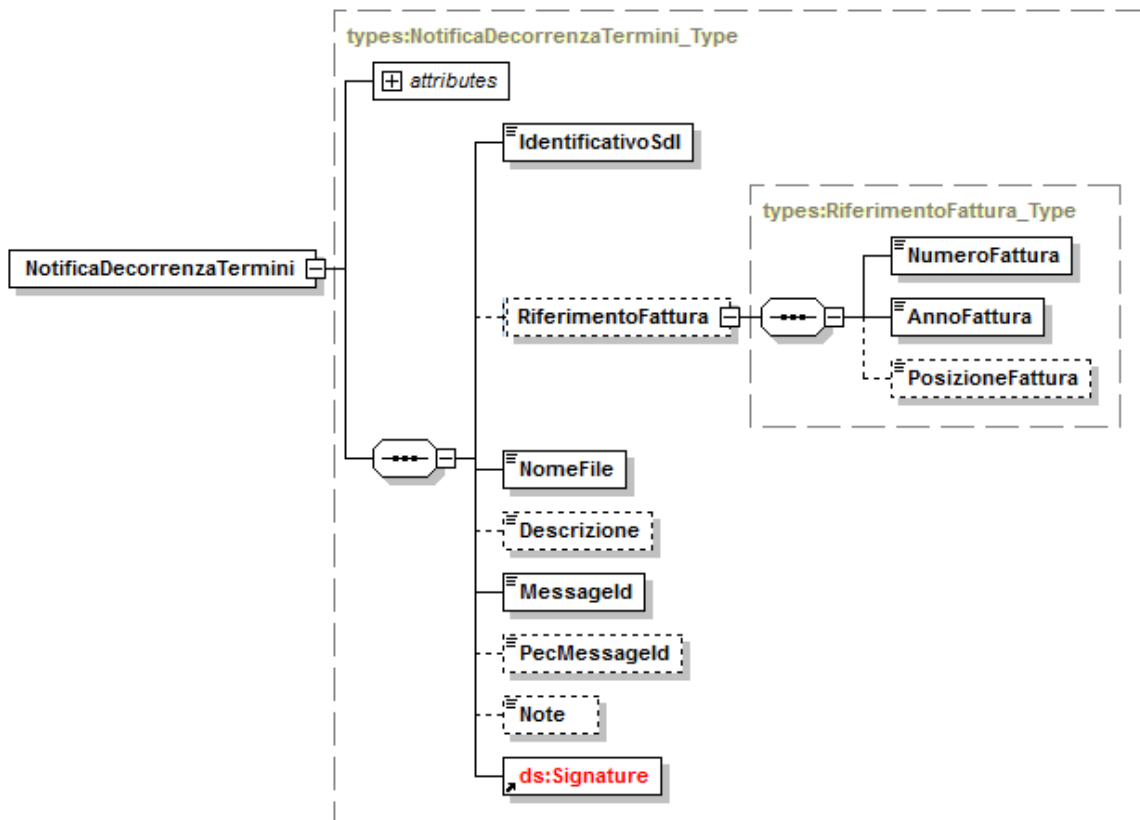 types:NotificaDecorrenzaTermini_Type
attributes
IdentificativoSdI
types:RiferimentoFattura_Type
NumeroFattura
NotificaDecorrenzaTermini
RiferimentoFattura
AnnoFattura
PosizioneFattura
NomeFile
Descrizione
MessageId
PecMessageId
Note
ds:Signature